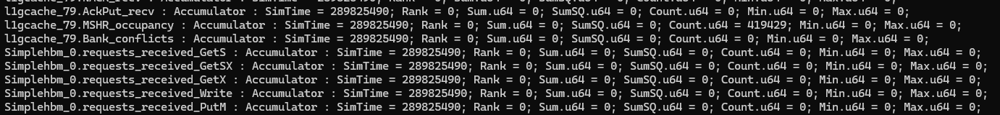 l1gcache_79.AckPut_recv : Accumulator : SimTime = 289825490; Rank = 0; Sum.u64 = 0; SumSQ.u64 = 0; Count.u64 = 0; Min.u64 = 0; Max.u64 = 0;
l1gcache_79.MSHR_occupancy : Accumulator : SimTime = 289825490; Rank = 0; Sum.u64 = 0; SumSQ.u64 = 0; Count.u64 = 419429; Min.u64 = 0; Max.u64 = 0;
l1gcache_79.Bank_conflicts : Accumulator : SimTime = 289825490; Rank = 0; Sum.u64 = 0; SumSQ.u64 = 0; Count.u64 = 0; Min.u64 = 0; Max.u64 = 0;
Simplehbm_0.requests_received_GetS : Accumulator : SimTime = 289825490; Rank = 0; Sum.u64 = 0; SumSQ.u64 = 0; Count.u64 = 0; Min.u64 = 0; Max.u64 = 0;
Simplehbm_0.requests_received_GetSX : Accumulator : SimTime = 289825490; Rank = 0; Sum.u64 = 0; SumSQ.u64 = 0; Count.u64 = 0; Min.u64 = 0; Max.u64 = 0;
Simplehbm_0.requests_received_GetX : Accumulator : SimTime = 289825490; Rank = 0; Sum.u64 = 0; SumSQ.u64 = 0; Count.u64 = 0; Min.u64 = 0; Max.u64 = 0;
Simplehbm_0.requests_received_Write : Accumulator : SimTime = 289825490; Rank = 0; Sum.u64 = 0; SumSQ.u64 = 0; Count.u64 = 0; Min.u64 = 0; Max.u64 = 0;
Simplehbm_0.requests_received_PutM : Accumulator : SimTime = 289825490; Rank = 0; Sum.u64 = 0; SumSQ.u64 = 0; Count.u64 = 0; Min.u64 = 0; Max.u64 = 0;